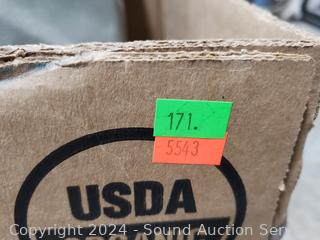 171.
5543
USDA
Copyright 2024 - Sound Auction Ser